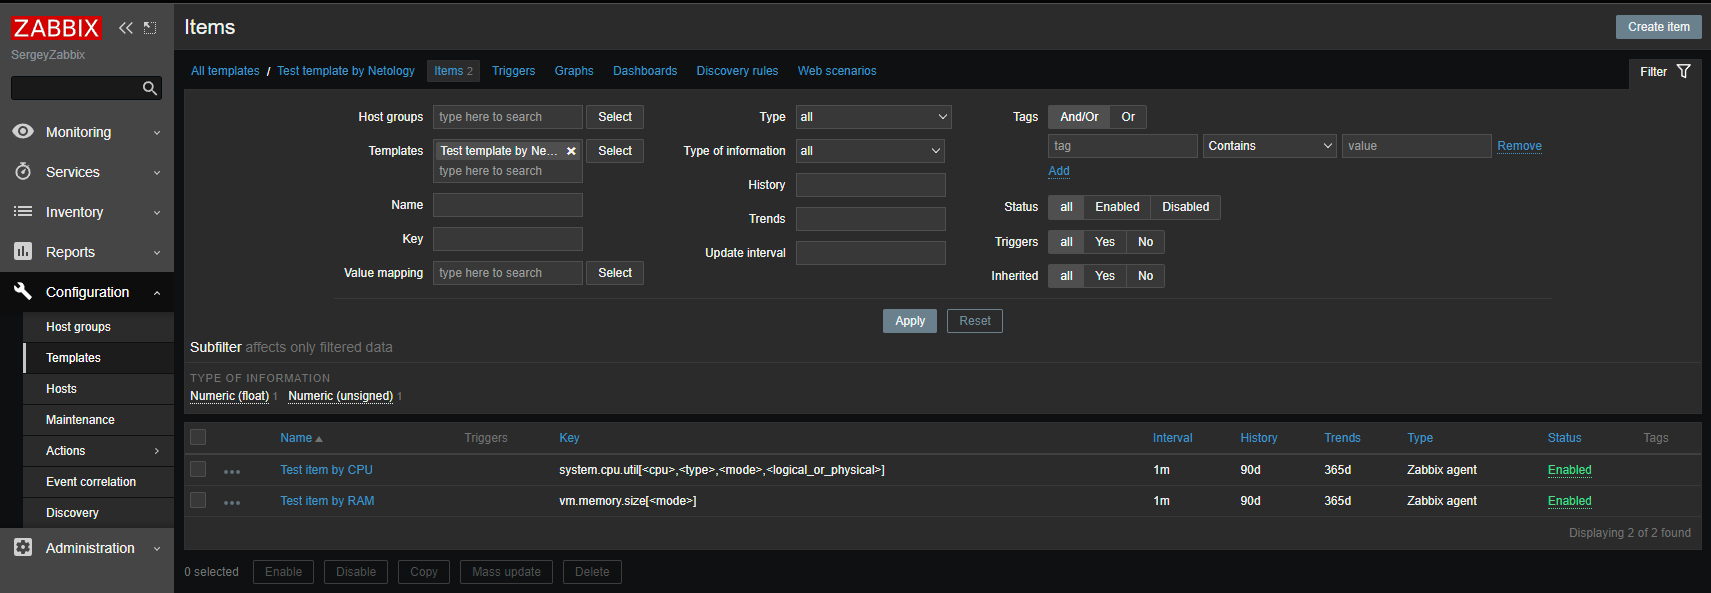 ZABBIX
SergeyZabbix
Monitoring
Services
Inventory
Reports
Configuration
Host groups
Templates
Hosts
Maintenance
Actions
Event correlation
Discovery
Administration
Items
Create item
All templates / Test template by Netology Items 2 Triggers Graphs Dashboards Discovery rules Web scenarios
Filter
Host groups type here to search Select
Templates Test template by Ne... Select
type here to search
Name
Key
Value mapping type here to search Select
Type all
Type of information all
History
Trends
Update interval
Tags And/Or Or
tag Contains value Remove
Add
Status all Enabled Disabled
Triggers all Yes No
Inherited all Yes No
Apply Reset
Subfilter affects only filtered data
TYPE OF INFORMATION
Numeric (float) 1 Numeric (unsigned) 1
Name Triggers Key Interval History Trends Type Status Tags
Test item by CPU system.cpu.util[<cpu>,<type>,<mode>,<logical_or_physical>] 1m 90d 365d Zabbix agent Enabled
Test item by RAM vm.memory.size[<mode>] 1m 90d 365d Zabbix agent Enabled
Displaying 2 of 2 found
0 selected Enable Disable Copy Mass update Delete